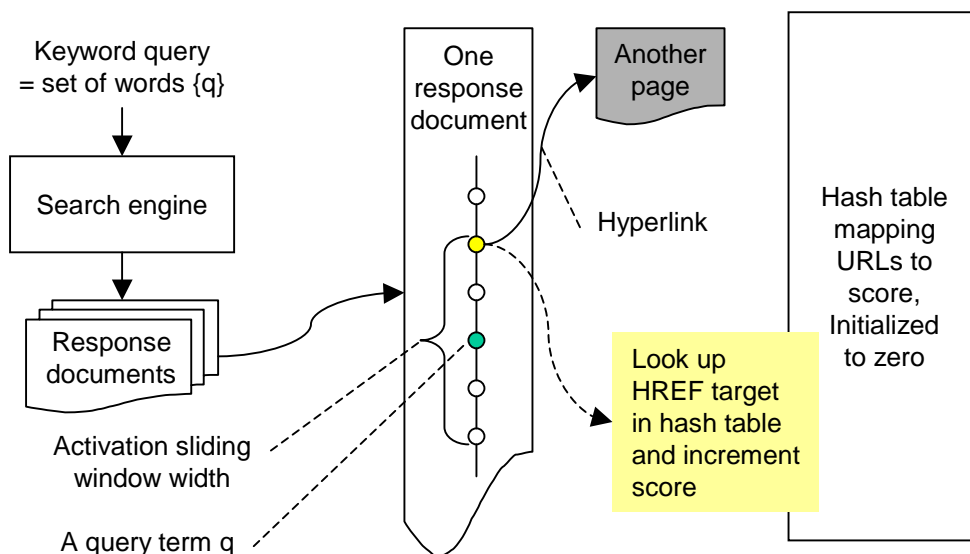 Keyword query
= set of words {q}
Search engine
Response
documents
Activation sliding
window width
A query term q
One
response
document
Another
page
Hyperlink
Look up
HREF target
in hash table
and increment
score
Hash table
mapping
URLs to
score,
Initialized
to zero